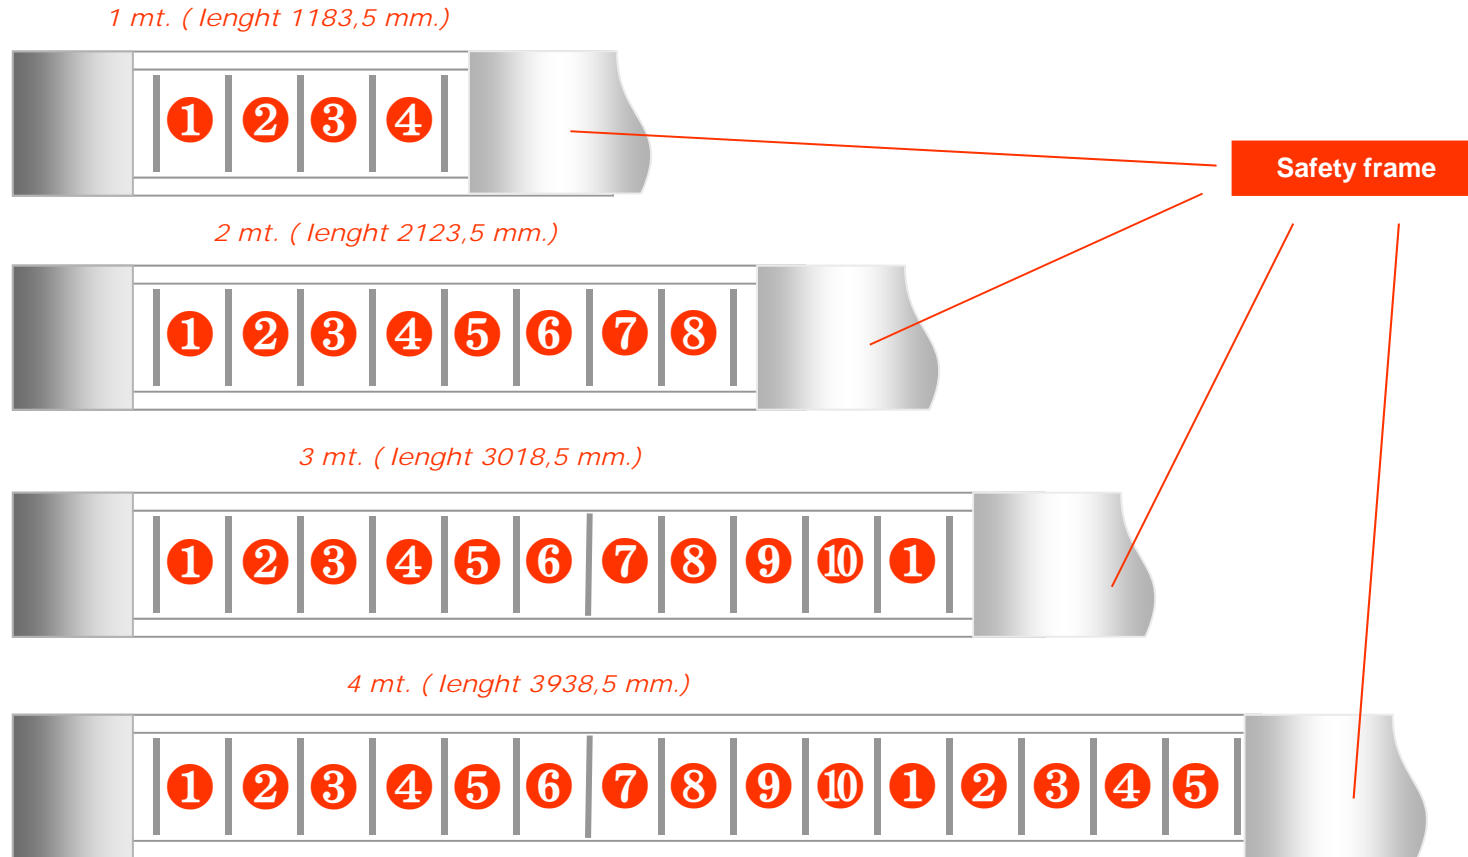 1 mt. ( lenght 1183,5 mm.)
1 2 3 4
Safety frame
2 mt. ( lenght 2123,5 mm.)
1 2 3 4 5 6 7 8
3 mt. ( lenght 3018,5 mm.)
1 2 3 4 5 6 7 8 9 10 1
4 mt. ( lenght 3938,5 mm.)
1 2 3 4 5 6 7 8 9 10 1 2 3 4 5